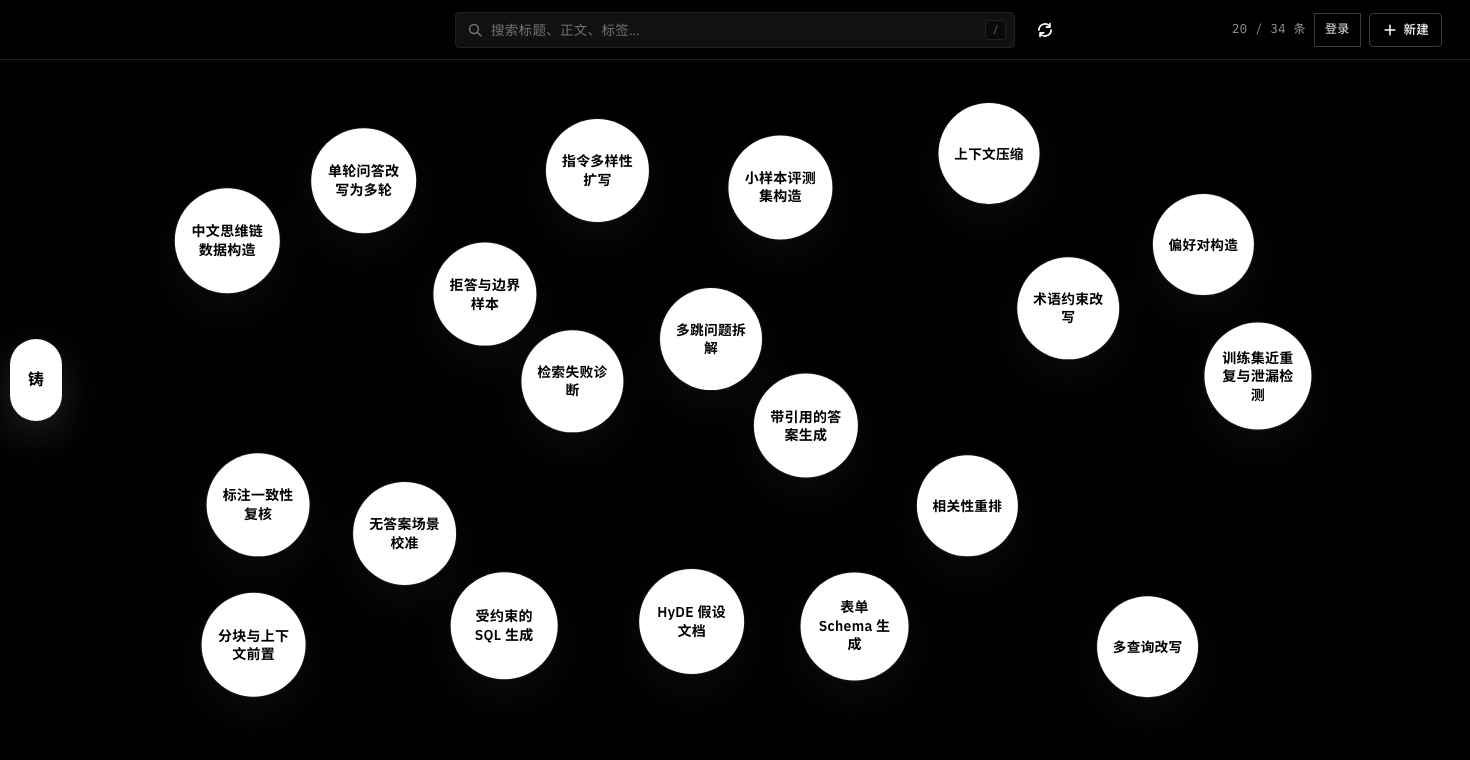 搜索标题、正文、标签...
/
20 / 34 条
登录
新建
上下文压缩
指令多样性
扩写
单轮问答改
写为多轮
小样本评测
集构造
中文思维链
数据构造
偏好对构造
拒答与边界
样本
术语约束改
写
多跳问题拆
解
训练集近重
复与泄漏检
测
铸
检索失败诊
断
带引用的答
案生成
标注一致性
复核
相关性重排
无答案场景
校准
HyDE 假设
文档
受约束的
SQL 生成
表单
Schema 生
成
分块与上下
文前置
多查询改写